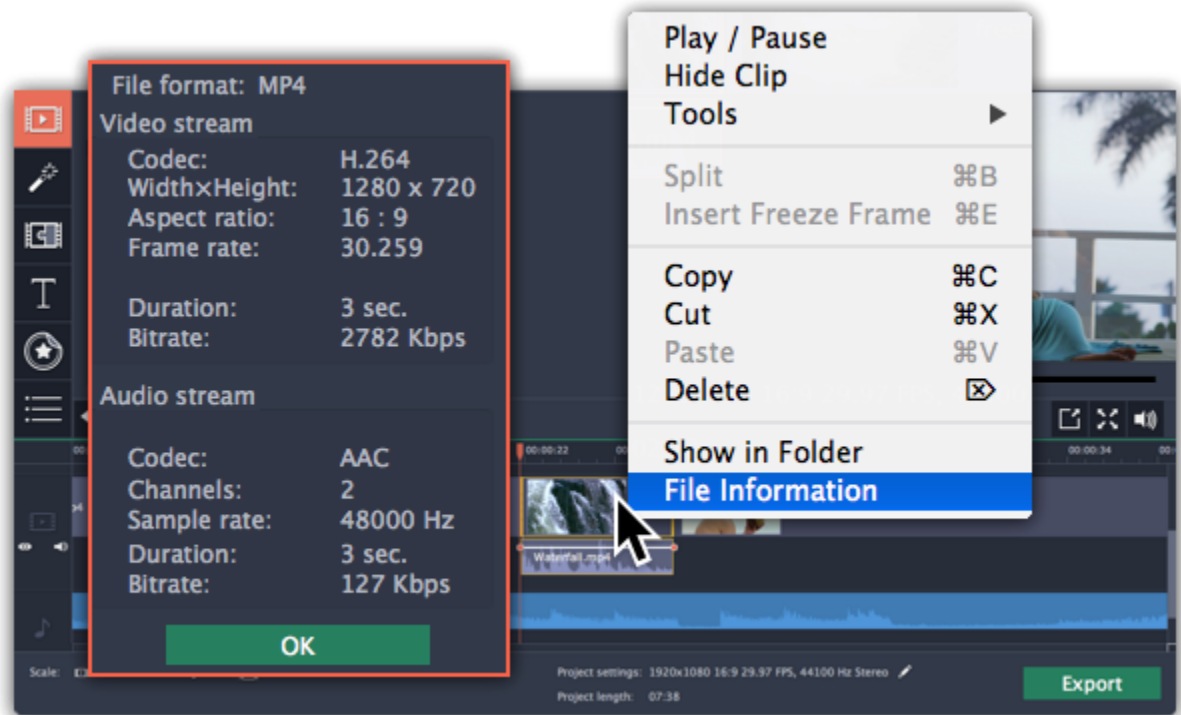 File format: MP4
Video stream
Codec: H.264
Width×Height: 1280 x 720
Aspect ratio: 16 : 9
Frame rate: 30.259
Duration: 3 sec.
Bitrate: 2782 Kbps
Audio stream
Codec: AAC
Channels: 2
Sample rate: 48000 Hz
Duration: 3 sec.
Bitrate: 127 Kbps
OK
Play / Pause
Hide Clip
Tools ▶
Split ⌘B
Insert Freeze Frame ⌘E
Copy ⌘C
Cut ⌘X
Paste ⌘V
Delete ⌦
Show in Folder
File Information
T
00:00:22
00:00:34
Waterfall.mp4
Scale:
Project settings: 1920x1080 16:9 29.97 FPS, 44100 Hz Stereo
Project length: 07:38
Export